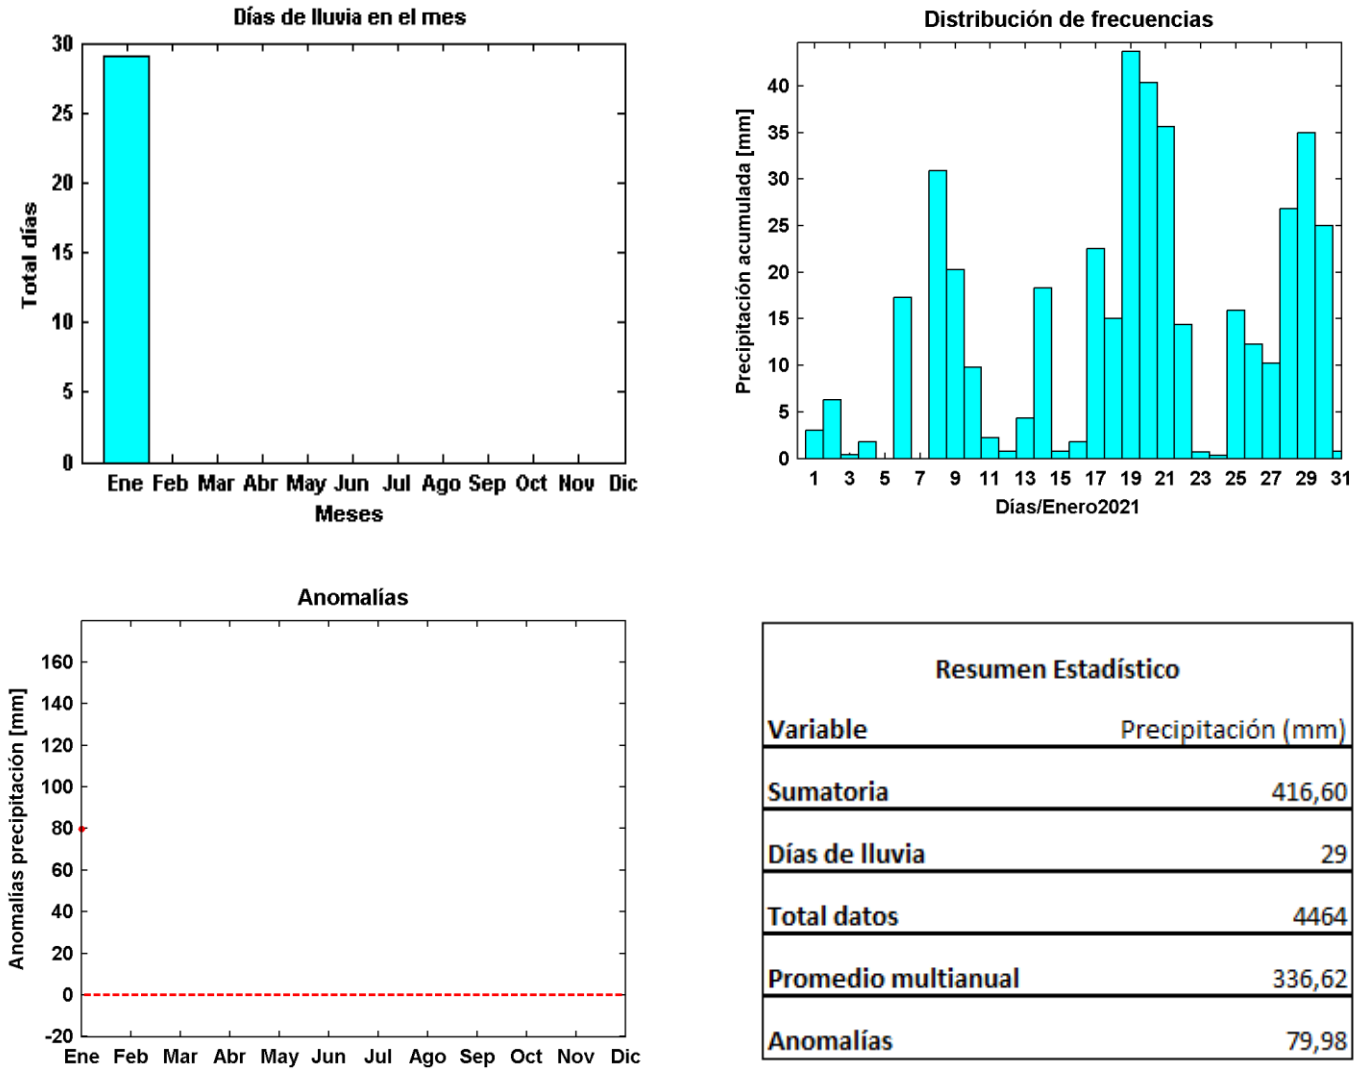 Días de lluvia en el mes
30
25
20
15
10
5
0
Total días
Ene Feb Mar Abr May Jun Jul Ago Sep Oct Nov Dic
Meses
Distribución de frecuencias
40
35
30
25
20
15
10
5
0
Precipitación acumulada [mm]
1 3 5 7 9 11 13 15 17 19 21 23 25 27 29 31
Días/Enero2021
Anomalías
160
140
120
100
80
60
40
20
0
-20
Anomalías precipitación [mm]
Ene Feb Mar Abr May Jun Jul Ago Sep Oct Nov Dic
Resumen Estadístico
Variable Precipitación (mm)
Sumatoria 416,60
Días de lluvia 29
Total datos 4464
Promedio multianual 336,62
Anomalías 79,98